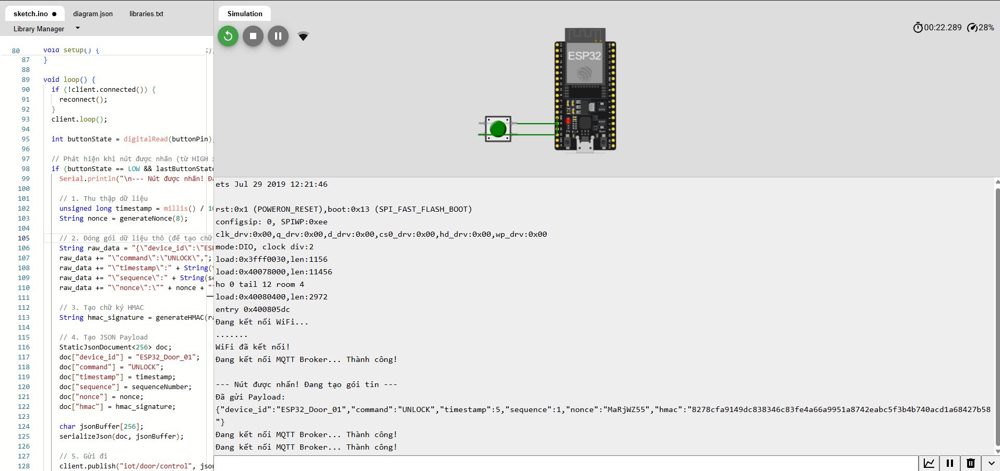 sketch.ino
diagram.json
libraries.txt
Library Manager
Simulation
00:22.289
28%
ESP32
80 void setup() {
87 }
88
89 void loop() {
90 if (!client.connected()) {
91 reconnect();
92 }
93 client.loop();
94
95 int buttonState = digitalRead(buttonPin)
96
97 // Phát hiện khi nút được nhấn (từ HIGH
98 if (buttonState == LOW && lastButtonState
99 Serial.println("\n--- Nút được nhấn!
100
101 // 1. Thu thập dữ liệu
102 unsigned long timestamp = millis() /
103 String nonce = generateNonce(8);
104
105 // 2. Đóng gói dữ liệu thô (để tạo chữ
106 String raw_data = "{\"device_id\":\"ES
107 raw_data += "\"command\":\"UNLOCK\",";
108 raw_data += "\"timestamp\":" + String(
109 raw_data += "\"sequence\":" + String(se
110 raw_data += "\"nonce\":\"" + nonce + "
111
112 // 3. Tạo chữ ký HMAC
113 String hmac_signature = generateHMAC(ra
114
115 // 4. Tạo JSON Payload
116 StaticJsonDocument<256> doc;
117 doc["device_id"] = "ESP32_Door_01";
118 doc["command"] = "UNLOCK";
119 doc["timestamp"] = timestamp;
120 doc["sequence"] = sequenceNumber;
121 doc["nonce"] = nonce;
122 doc["hmac"] = hmac_signature;
123
124 char jsonBuffer[256];
125 serializeJson(doc, jsonBuffer);
126
127 // 5. Gửi đi
128 client.publish("iot/door/control", jso
ets Jul 29 2019 12:21:46
rst:0x1 (POWERON_RESET),boot:0x13 (SPI_FAST_FLASH_BOOT)
configsip: 0, SPIWP:0xee
clk_drv:0x00,q_drv:0x00,d_drv:0x00,cs0_drv:0x00,hd_drv:0x00,wp_drv:0x00
mode:DIO, clock div:2
load:0x3fff0030,len:1156
load:0x40078000,len:11456
ho 0 tail 12 room 4
load:0x40080400,len:2972
entry 0x400805dc
Đang kết nối WiFi...
.......
WiFi đã kết nối!
Đang kết nối MQTT Broker... Thành công!
--- Nút được nhấn! Đang tạo gói tin ---
Đã gửi Payload:
{"device_id":"ESP32_Door_01","command":"UNLOCK","timestamp":5,"sequence":1,"nonce":"MaRjWZ55","hmac":"8278cfa9149dc838346c83fe4a66a9951a8742eabc5f3b4b740acd1a68427b58
"}
Đang kết nối MQTT Broker... Thành công!
Đang kết nối MQTT Broker... Thành công!